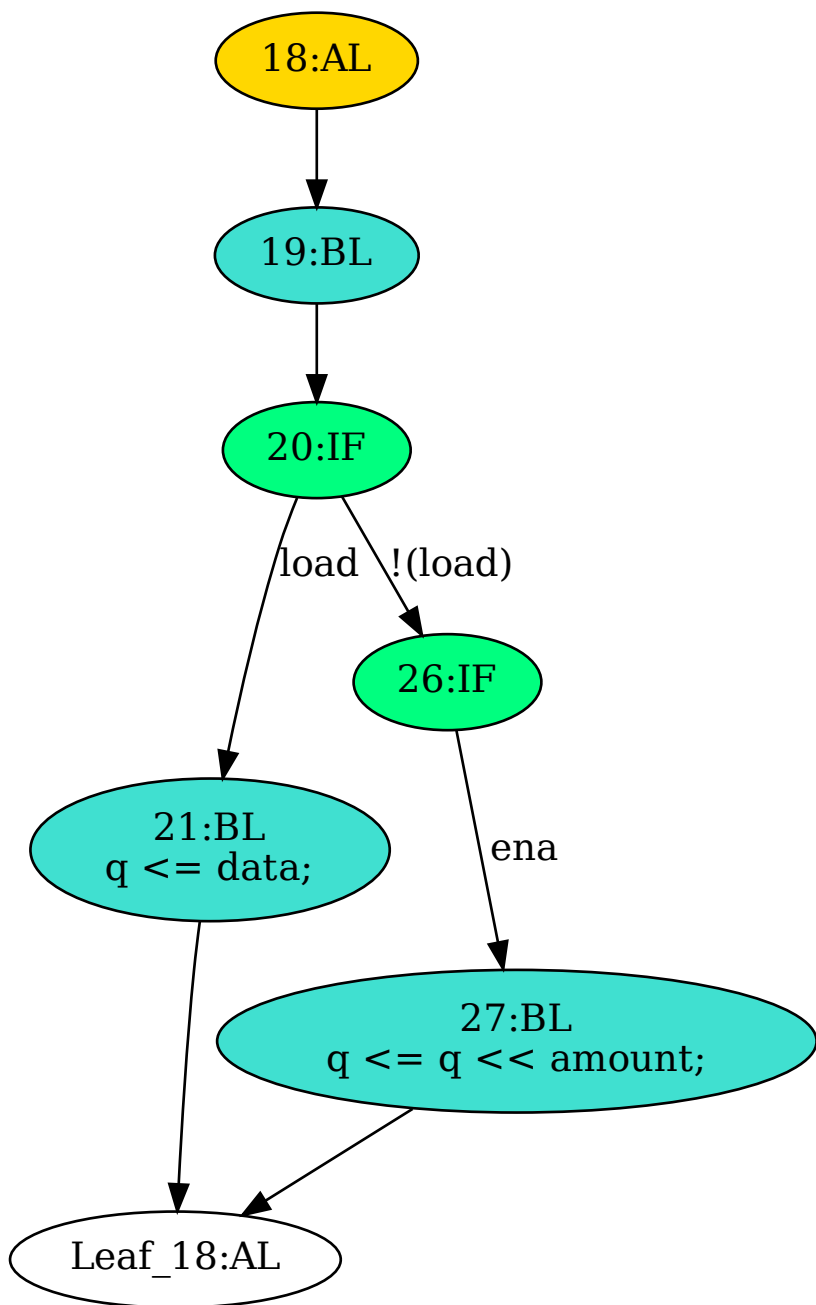 18:AL
19:BL
20:IF
load
!(load)
26:IF
21:BL
q <= data;
ena
27:BL
q <= q << amount;
Leaf_18:AL